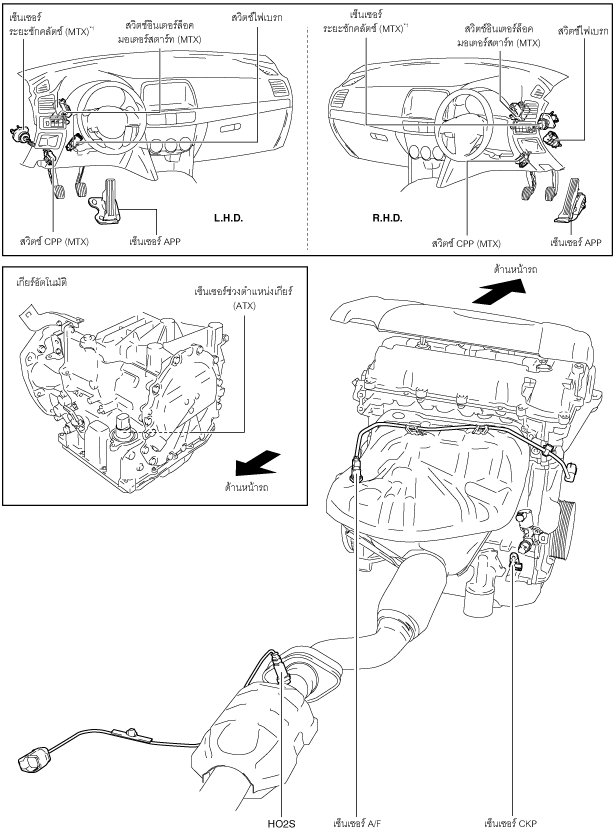 เซ็นเซอร์
ระยะชักคลัตช์ (MTX)*1
สวิตช์อินเตอร์ล็อค
มอเตอร์สตาร์ท (MTX)
สวิตช์ไฟเบรก
เซ็นเซอร์
ระยะชักคลัตช์ (MTX)*1
สวิตช์อินเตอร์ล็อค
มอเตอร์สตาร์ท (MTX)
สวิตช์ไฟเบรก
L.H.D.
R.H.D.
สวิตช์ CPP (MTX)
เซ็นเซอร์ APP
สวิตช์ CPP (MTX)
เซ็นเซอร์ APP
เกียร์อัตโนมัติ
เซ็นเซอร์ช่วงตำแหน่งเกียร์
(ATX)
ด้านหน้ารถ
ด้านหน้ารถ
HO2S
เซ็นเซอร์ A/F
เซ็นเซอร์ CKP